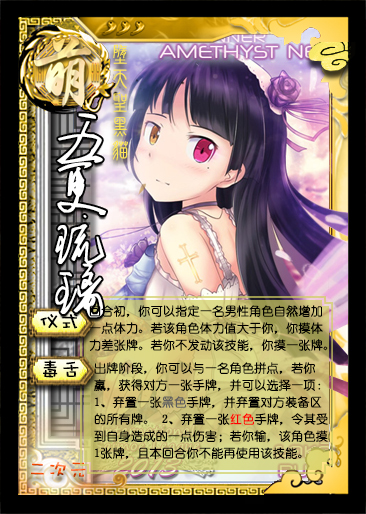 AMETHYST NE
萌
堕天聖黑猫
五更琉璃
仪式
回合初，你可以指定一名男性角色自然增加
一点体力。若该角色体力值大于你，你摸体
力差张牌。若你不发动该技能，你摸一张牌。
毒舌
出牌阶段，你可以与一名角色拼点，若你
赢，获得对方一张手牌，并可以选择一项：
1、弃置一张黑色手牌，并弃置对方装备区
的所有牌。 2、弃置一张红色手牌，令其受
到自身造成的一点伤害；若你输，该角色摸
1张牌，且本回合你不能再使用该技能。
二次元